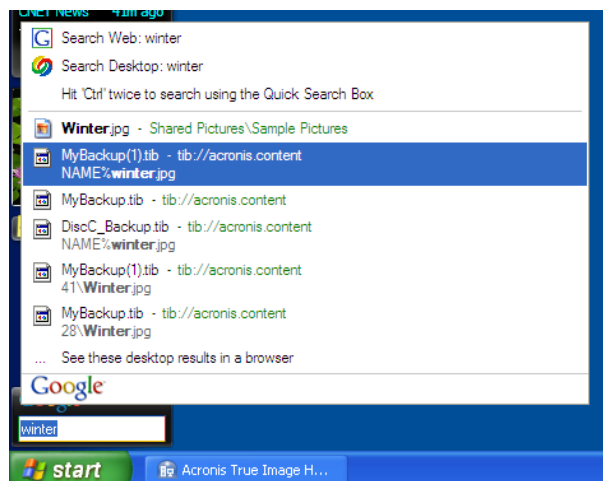 CNET News 41m ago
Search Web: winter
Search Desktop: winter
Hit 'Ctrl' twice to search using the Quick Search Box
Winter.jpg - Shared Pictures\Sample Pictures
MyBackup(1).tib - tib://acronis.content
NAME%winter.jpg
MyBackup.tib - tib://acronis.content
DiscC_Backup.tib - tib://acronis.content
NAME%winter.jpg
MyBackup(1).tib - tib://acronis.content
41\Winter.jpg
MyBackup.tib - tib://acronis.content
28\Winter.jpg
... See these desktop results in a browser
Google
winter
start Acronis True Image H...